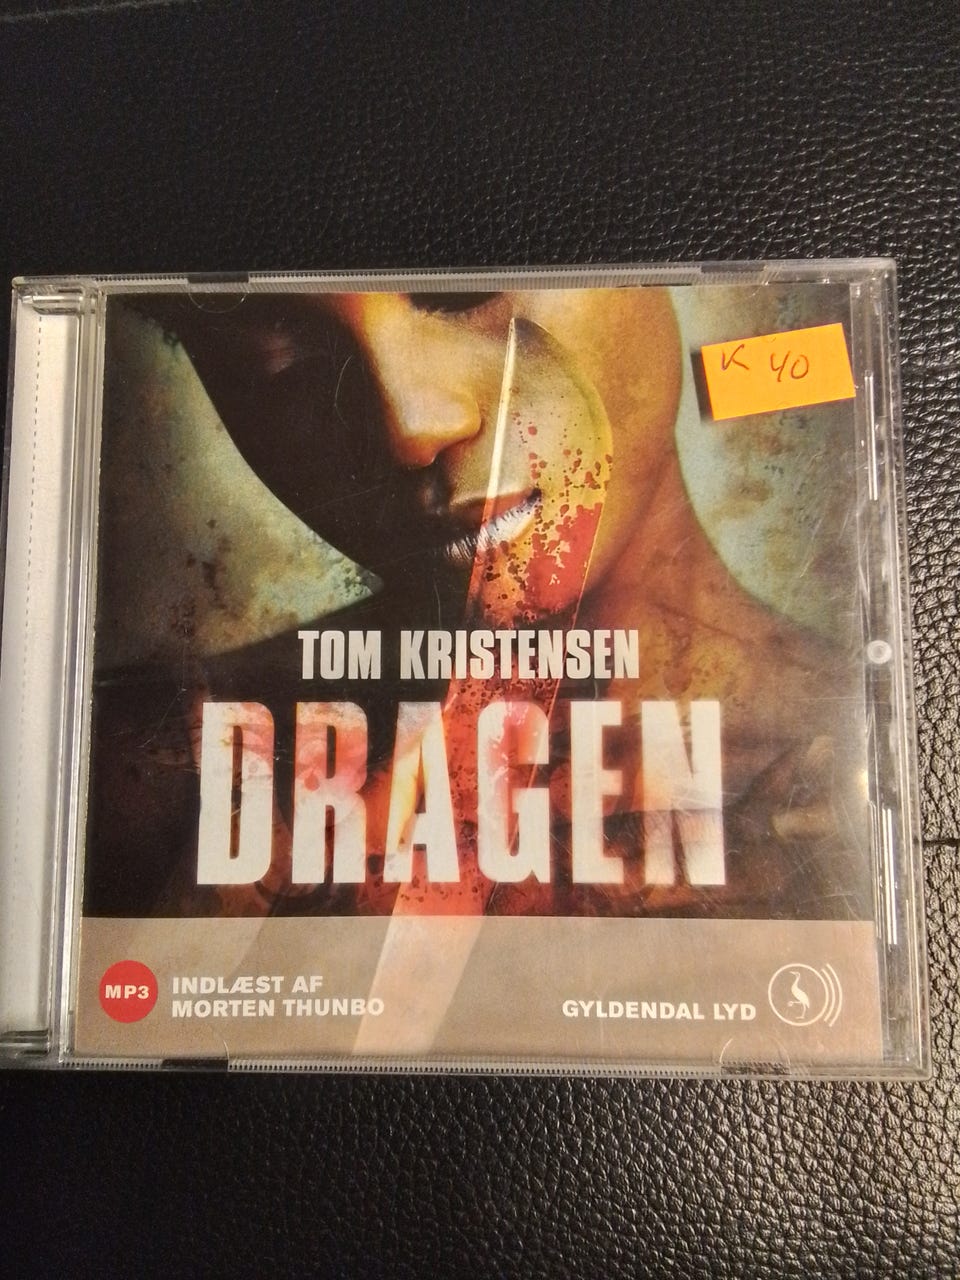 K 40
TOM KRISTENSEN
DRAGEN
MP3
INDLÆST AF
MORTEN THUNBO
GYLDENDAL LYD